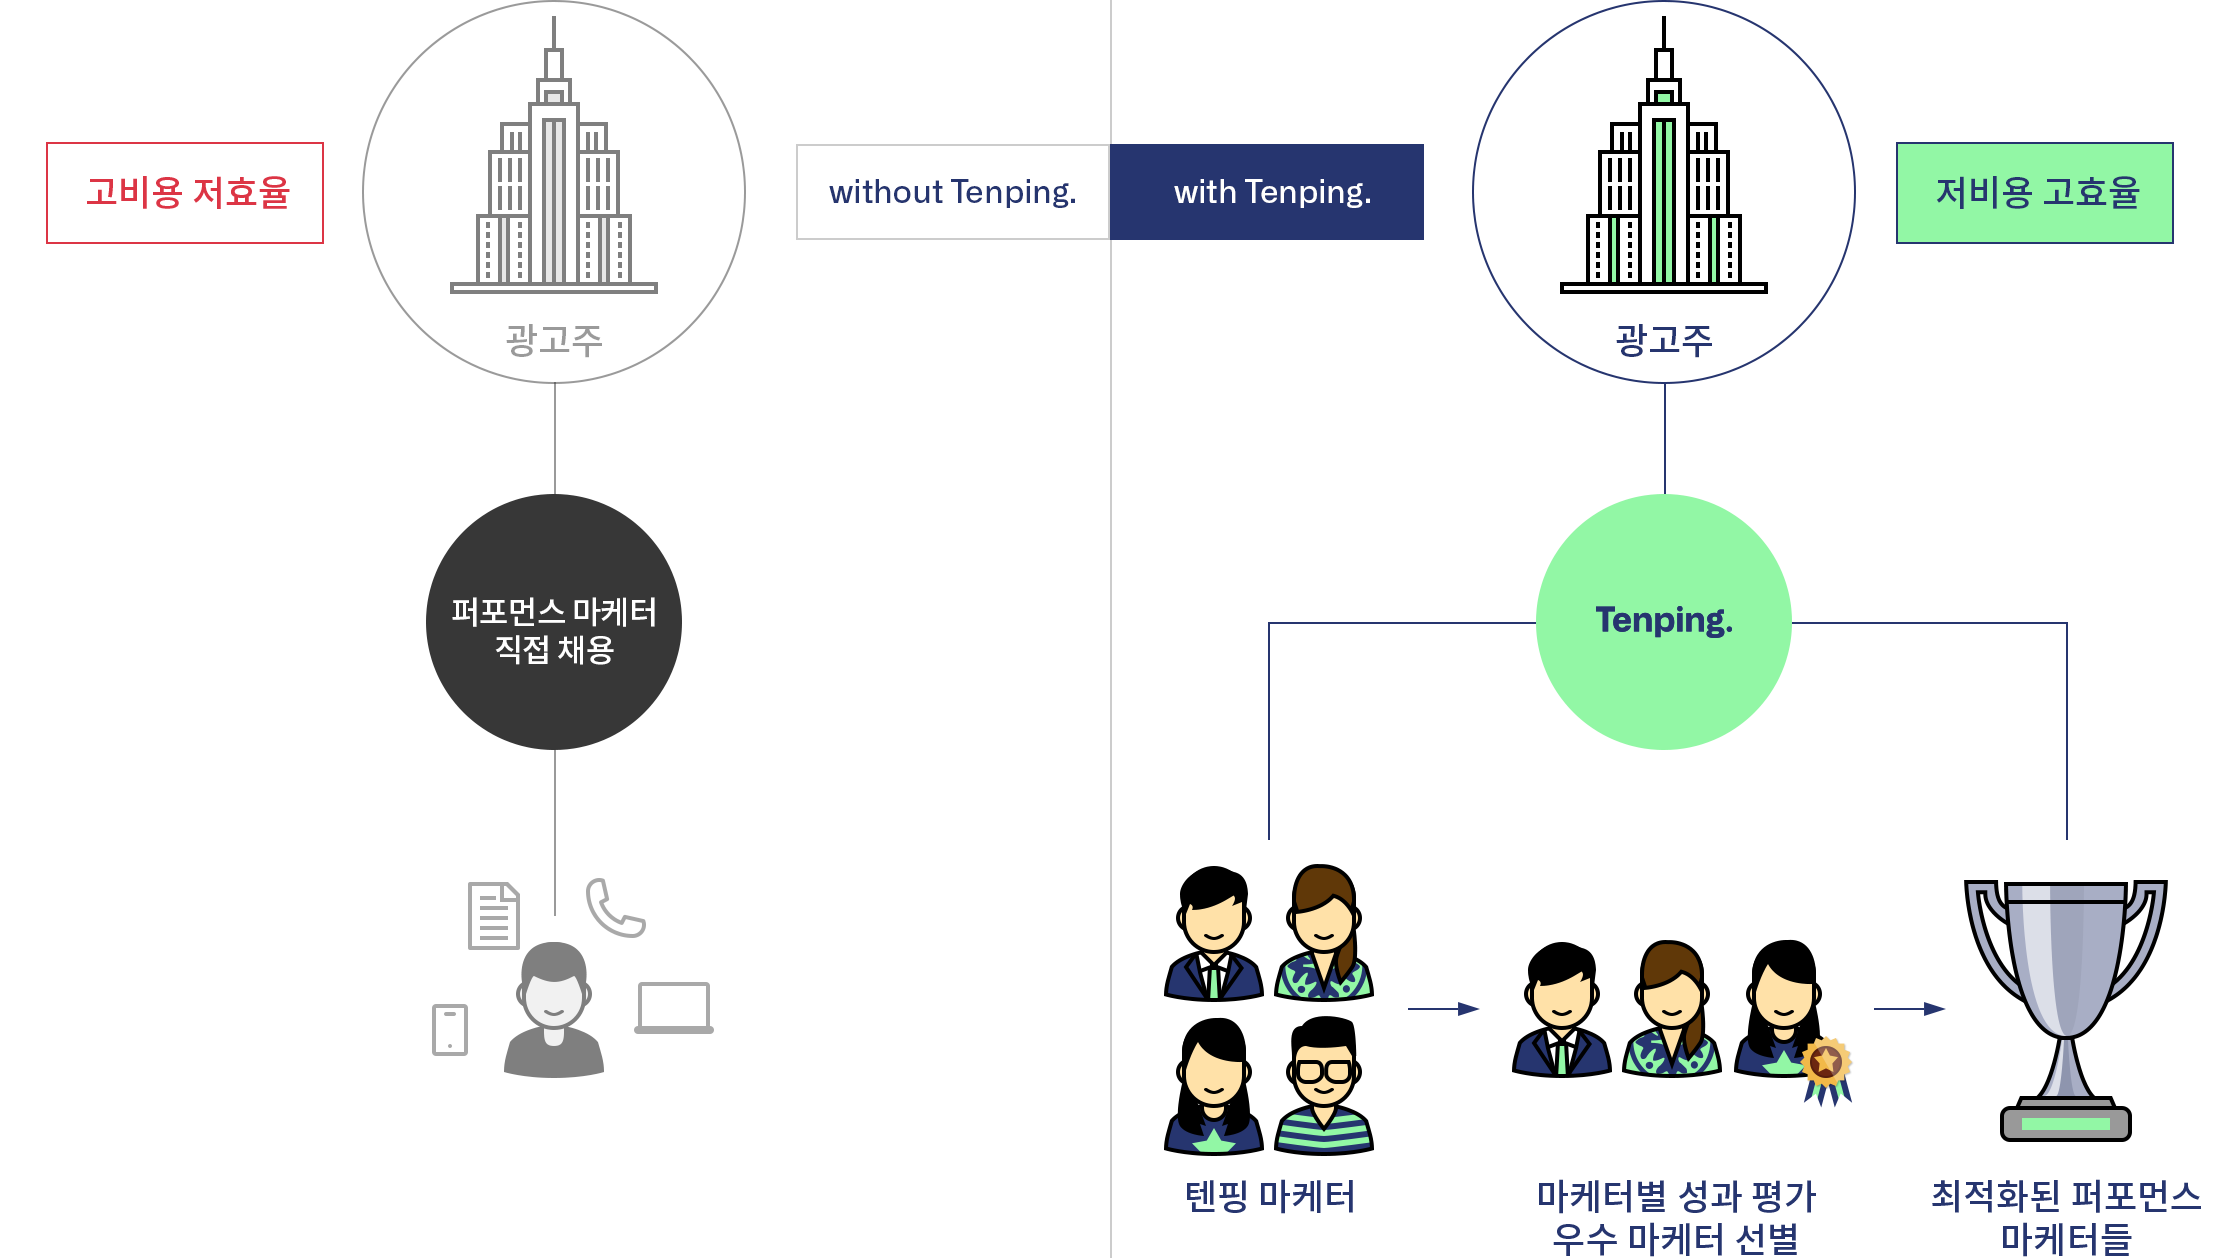 고비용 저효율
광고주
퍼포먼스 마케터
직접 채용
without Tenping.
with Tenping.
광고주
저비용 고효율
Tenping.
텐핑 마케터
마케터별 성과 평가
우수 마케터 선별
최적화된 퍼포먼스
마케터들